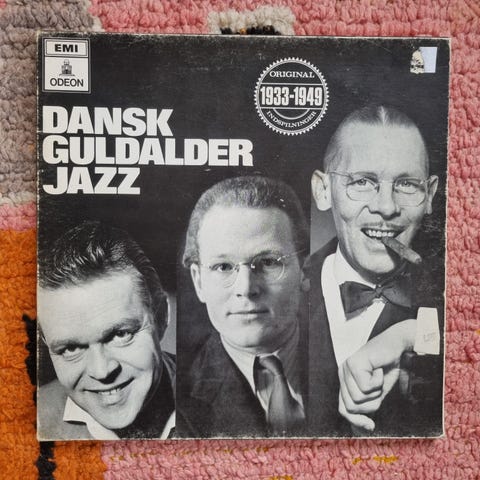 EMI
ODEON
ORIGINAL
1933-1949
INDSPILNINGER
DANSK
GULDALDER
JAZZ